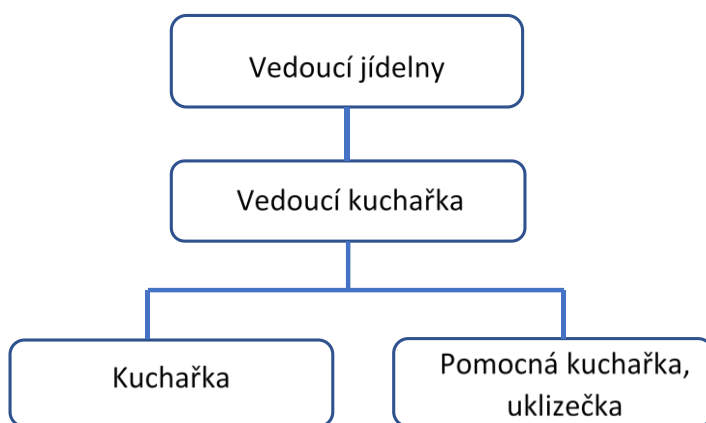 Vedoucí jídelny
Vedoucí kuchařka
Kuchařka
Pomocná kuchařka,
uklizečka